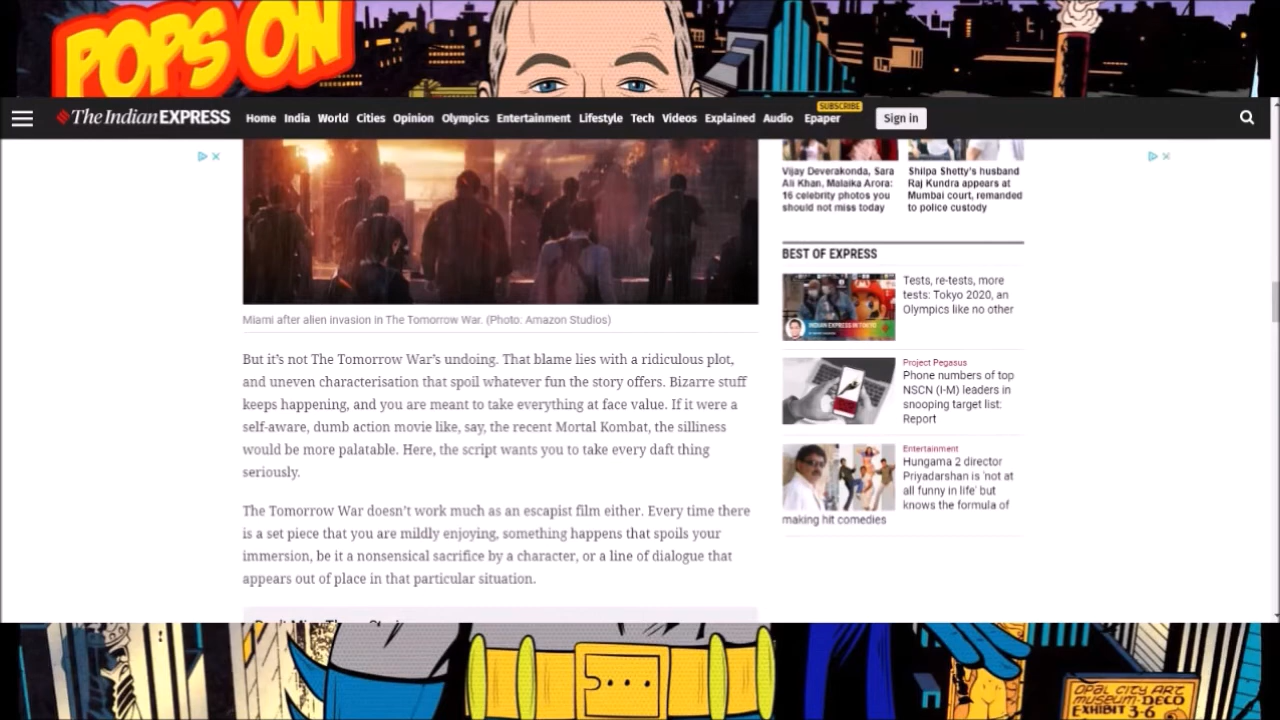 POPS ON
The Indian EXPRESS
Home India World Cities Opinion Olympics Entertainment Lifestyle Tech Videos Explained Audio Epaper
SUBSCRIBE
Sign in
Vijay Deverakonda, Sara
Ali Khan, Malaika Arora:
16 celebrity photos you
should not miss today
Shilpa Shetty's husband
Raj Kundra appears at
Mumbai court, remanded
to police custody
Miami after alien invasion in The Tomorrow War. (Photo: Amazon Studios)
But it's not The Tomorrow War's undoing. That blame lies with a ridiculous plot,
and uneven characterisation that spoil whatever fun the story offers. Bizarre stuff
keeps happening, and you are meant to take everything at face value. If it were a
self-aware, dumb action movie like, say, the recent Mortal Kombat, the silliness
would be more palatable. Here, the script wants you to take every daft thing
seriously.
The Tomorrow War doesn't work much as an escapist film either. Every time there
is a set piece that you are mildly enjoying, something happens that spoils your
immersion, be it a nonsensical sacrifice by a character, or a line of dialogue that
appears out of place in that particular situation.
BEST OF EXPRESS
Tests, re-tests, more
tests: Tokyo 2020, an
Olympics like no other
INDIAN EXPRESS IN TOKYO
Project Pegasus
Phone numbers of top
NSCN (I-M) leaders in
snooping target list:
Report
Entertainment
Hungama 2 director
Priyadarshan is 'not at
all funny in life' but
knows the formula of
making hit comedies
OPAL CITY ART
MUSEUM-DECO
EXHIBIT 3-6